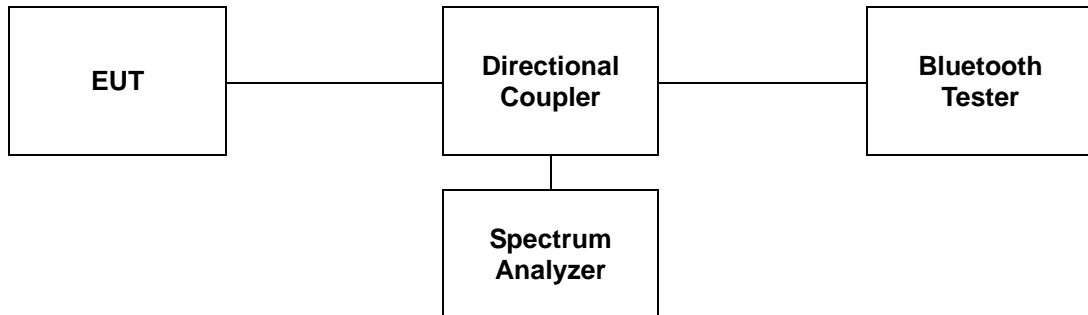 EUT
Directional
Coupler
Bluetooth
Tester
Spectrum
Analyzer